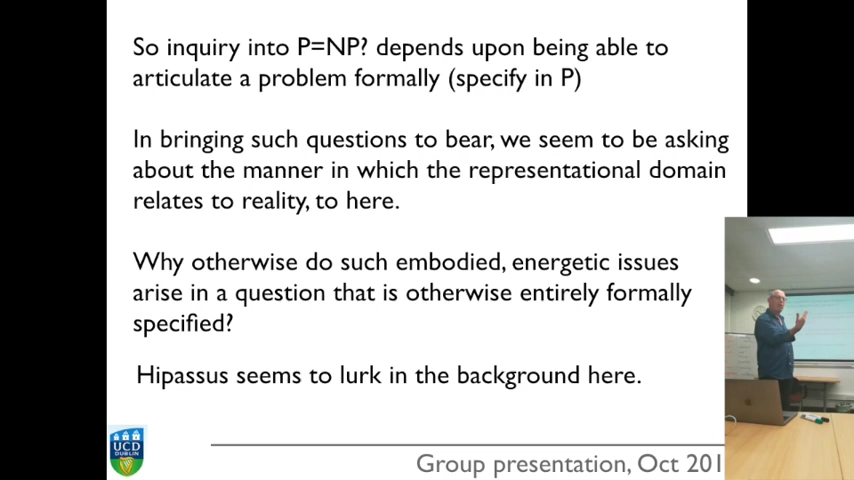 So inquiry into P=NP? depends upon being able to
articulate a problem formally (specify in P)
In bringing such questions to bear, we seem to be asking
about the manner in which the representational domain
relates to reality, to here.
Why otherwise do such embodied, energetic issues
arise in a question that is otherwise entirely formally
specified?
Hipassus seems to lurk in the background here.
UCD
DUBLIN
Group presentation, Oct 201